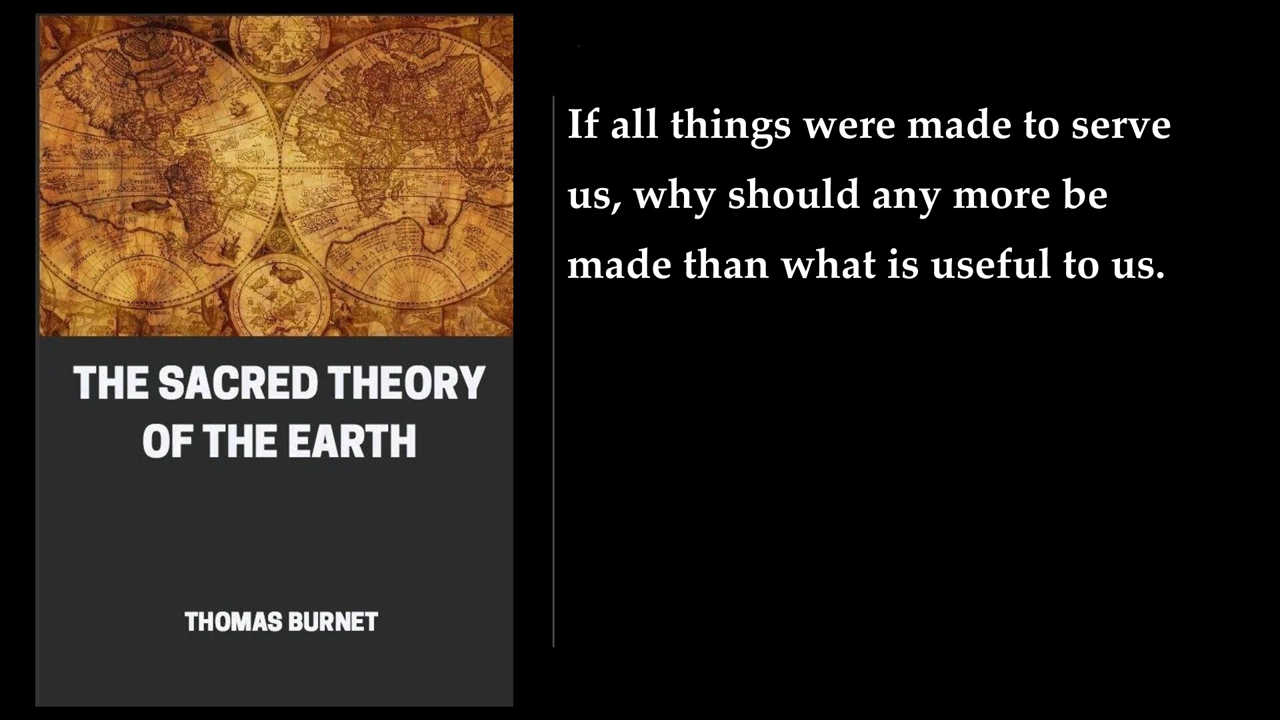 THE SACRED THEORY
OF THE EARTH
THOMAS BURNET
If all things were made to serve
us, why should any more be
made than what is useful to us.